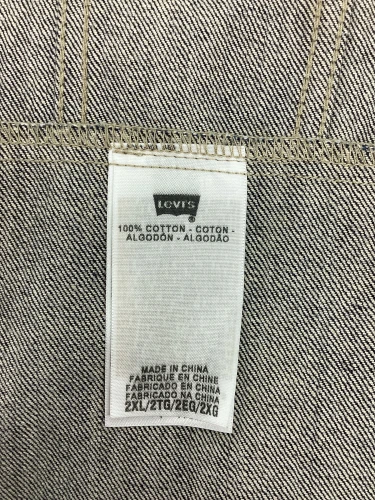 Levi's
®
100% COTTON - COTON -
ALGODÓN - ALGODÃO
MADE IN CHINA
FABRIQUE EN CHINE
FABRICADO EN CHINA
FABRICADO NA CHINA
2XL/2TG/2EG/2XG